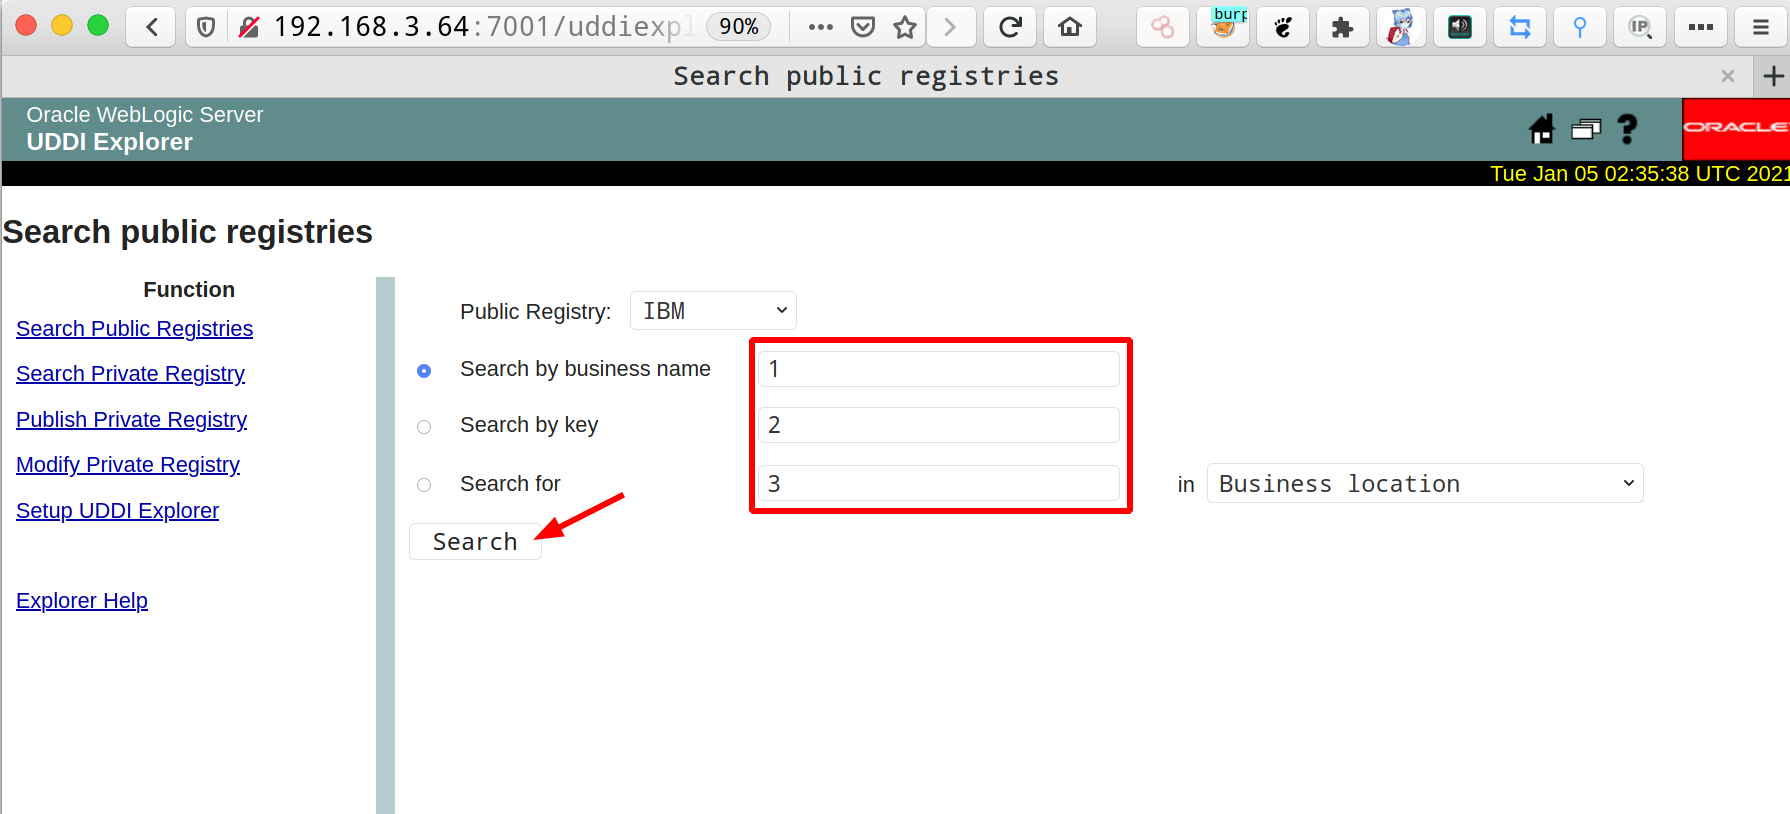 192.168.3.64:7001/uddiexpl
90%
burp
IP
Search public registries
Oracle WebLogic Server
UDDI Explorer
ORACLE
Tue Jan 05 02:35:38 UTC 2021
Search public registries
Function
Search Public Registries
Search Private Registry
Publish Private Registry
Modify Private Registry
Setup UDDI Explorer
Explorer Help
Public Registry: IBM
Search by business name 1
Search by key 2
Search for 3 in Business location
Search